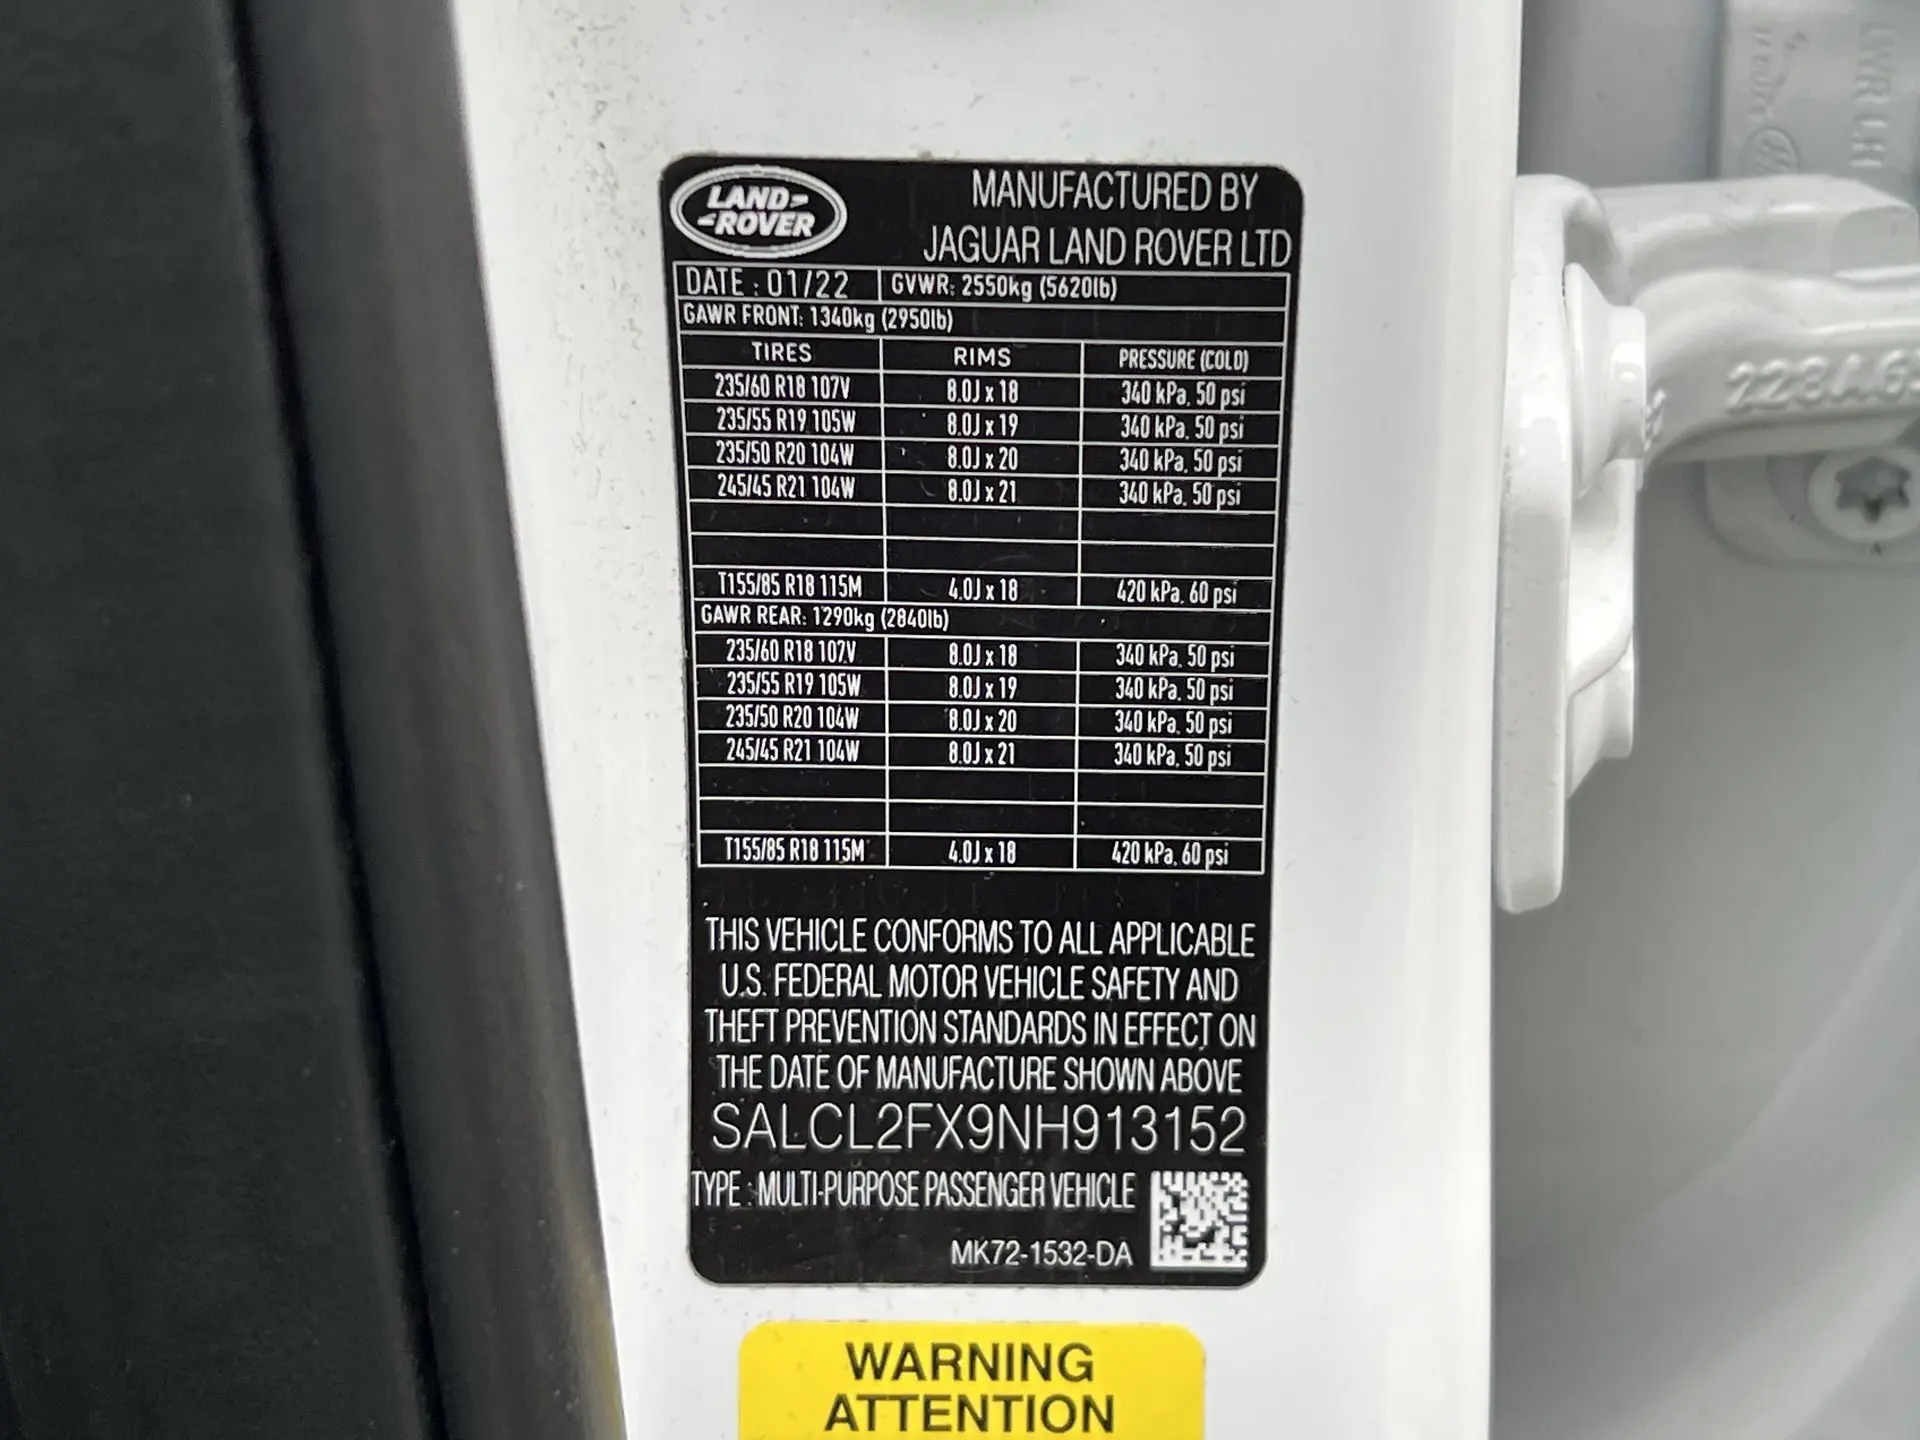 LAND-
-ROVER
MANUFACTURED BY
JAGUAR LAND ROVER LTD
DATE : 01/22 GVWR: 2550kg (5620lb)
GAWR FRONT: 1340kg (2950lb)
TIRES RIMS PRESSURE (COLD)
235/60 R18 107V 8.0J x 18 340 kPa, 50 psi
235/55 R19 105W 8.0J x 19 340 kPa, 50 psi
235/50 R20 104W 8.0J x 20 340 kPa, 50 psi
245/45 R21 104W 8.0J x 21 340 kPa, 50 psi
T155/85 R18 115M 4.0J x 18 420 kPa, 60 psi
GAWR REAR: 1290kg (2840lb)
235/60 R18 107V 8.0J x 18 340 kPa, 50 psi
235/55 R19 105W 8.0J x 19 340 kPa, 50 psi
235/50 R20 104W 8.0J x 20 340 kPa, 50 psi
245/45 R21 104W 8.0J x 21 340 kPa, 50 psi
T155/85 R18 115M 4.0J x 18 420 kPa, 60 psi
THIS VEHICLE CONFORMS TO ALL APPLICABLE
U.S. FEDERAL MOTOR VEHICLE SAFETY AND
THEFT PREVENTION STANDARDS IN EFFECT ON
THE DATE OF MANUFACTURE SHOWN ABOVE
SALCL2FX9NH913152
TYPE : MULTI-PURPOSE PASSENGER VEHICLE
MK72-1532-DA
WARNING
ATTENTION
LWR LH